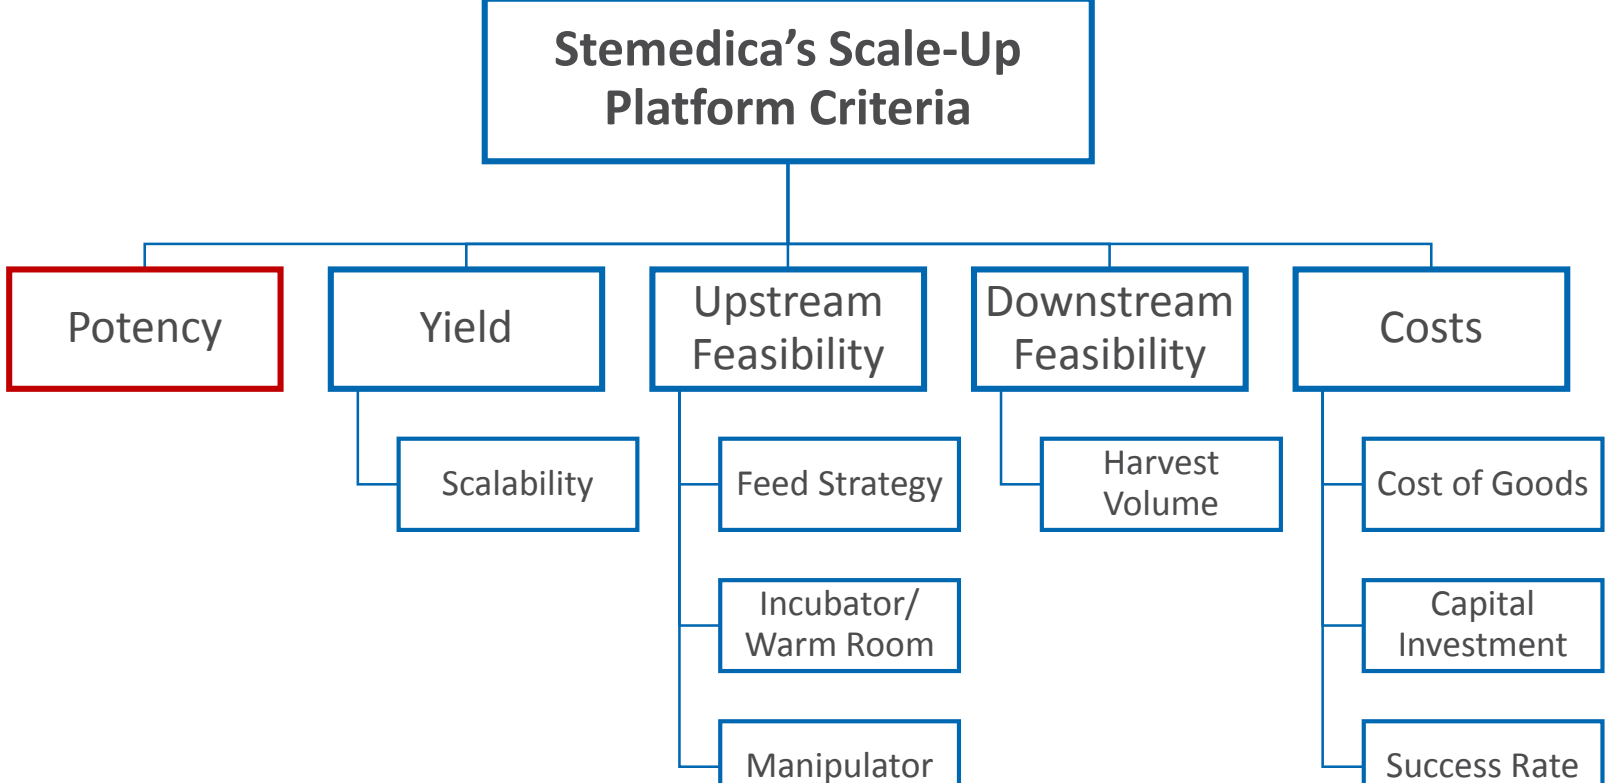 Stemedica’s Scale-Up
Platform Criteria
Potency
Yield
Upstream
Feasibility
Downstream
Feasibility
Costs
Scalability
Feed Strategy
Harvest
Volume
Cost of Goods
Incubator/
Warm Room
Capital
Investment
Manipulator
Success Rate